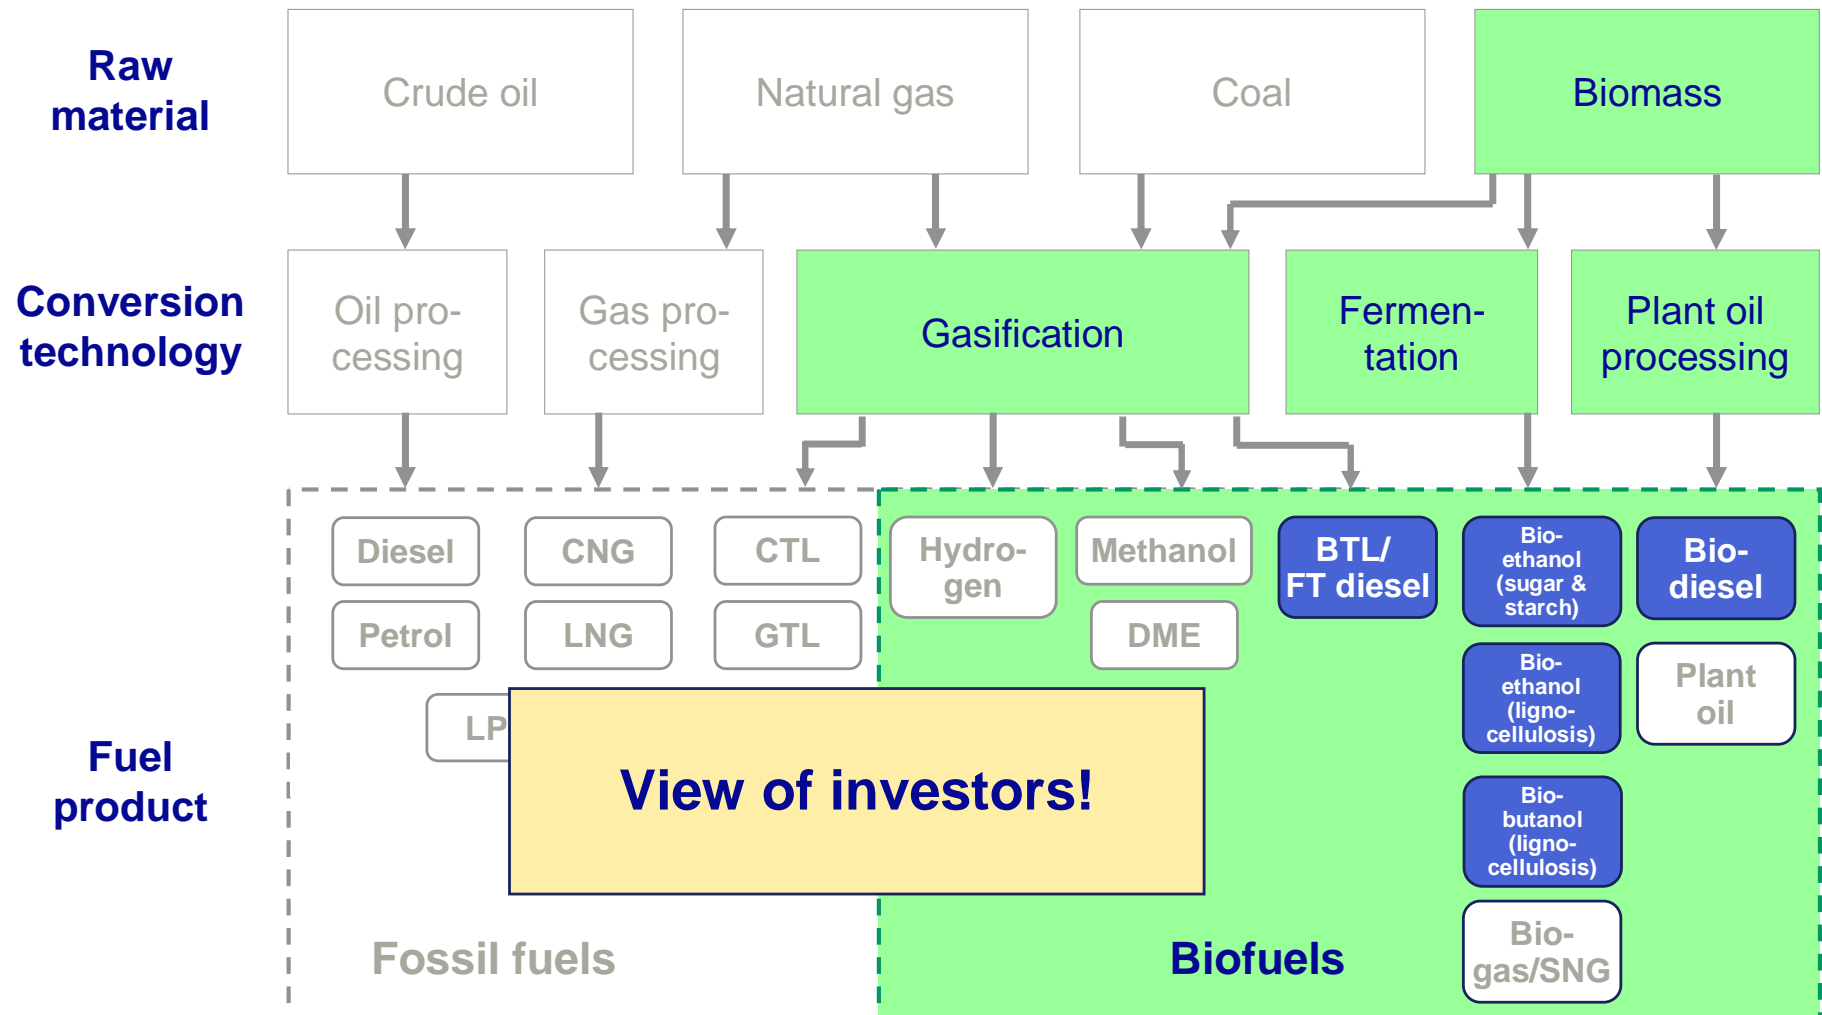 Raw
material
Crude oil
Natural gas
Coal
Biomass
Conversion
technology
Oil pro-
cessing
Gas pro-
cessing
Gasification
Fermen-
tation
Plant oil
processing
Fuel
product
Diesel
CNG
CTL
Hydro-
gen
Methanol
BTL/
FT diesel
Bio-
ethanol
(sugar &
starch)
Bio-
diesel
Petrol
LNG
GTL
DME
Bio-
ethanol
(ligno-
cellulosis)
Plant
oil
LP
View of investors!
Bio-
butanol
(ligno-
cellulosis)
Bio-
gas/SNG
Fossil fuels
Biofuels